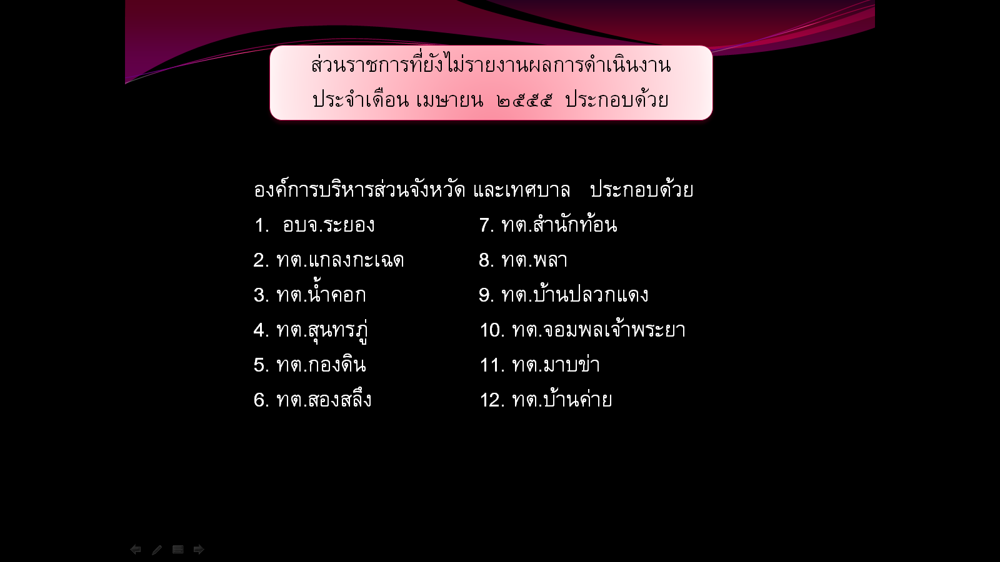 ส่วนราชการที่ยังไม่รายงานผลการดำเนินงาน
ประจำเดือน เมษายน ๒๕๕๕ ประกอบด้วย
องค์การบริหารส่วนจังหวัด และเทศบาล ประกอบด้วย
1. อบจ.ระยอง 7. ทต.สำนักท้อน
2. ทต.แกลงกะเฉด 8. ทต.พลา
3. ทต.น้ำคอก 9. ทต.บ้านปลวกแดง
4. ทต.สุนทรภู่ 10. ทต.จอมพลเจ้าพระยา
5. ทต.กองดิน 11. ทต.มาบข่า
6. ทต.สองสลึง 12. ทต.บ้านค่าย